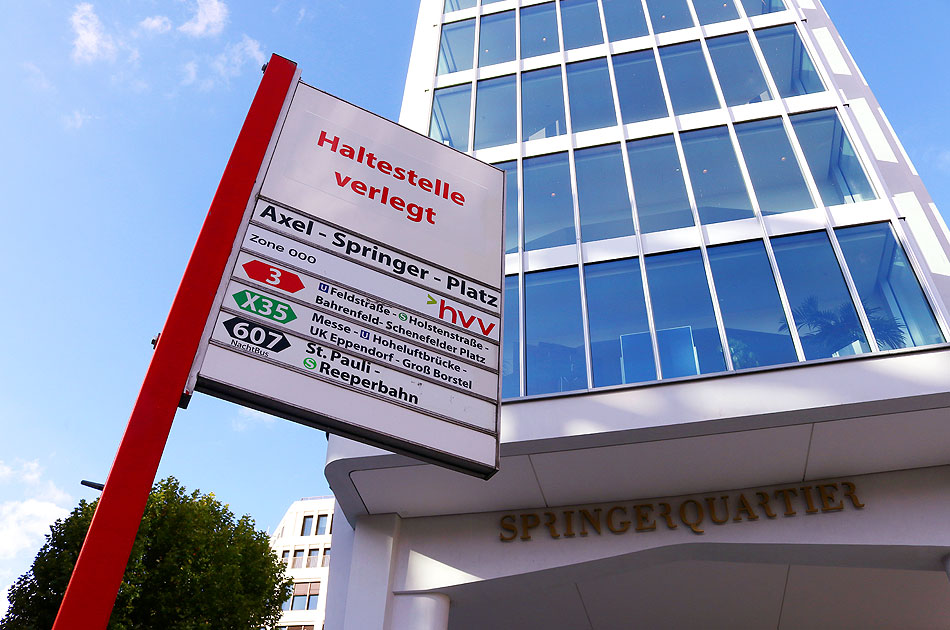 Haltestelle
verlegt
Axel - Springer - Platz
Zone 000
hvv
3
U Feldstraße - S Holstenstraße -
Bahrenfeld- Schenefelder Platz
X35
Messe - U Hoheluftbrücke -
UK Eppendorf - Groß Borstel
607
NachtBus
St. Pauli -
S Reeperbahn
SPRINGERQUARTIER